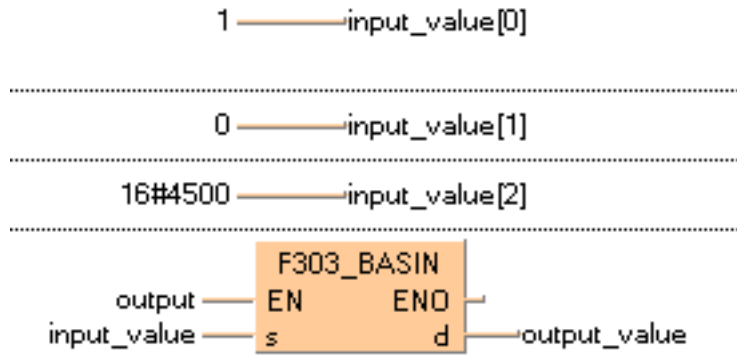 1 input_value[0]
0 input_value[1]
16#4500 input_value[2]
F303_BASIN
output EN ENO
input_value s d output_value